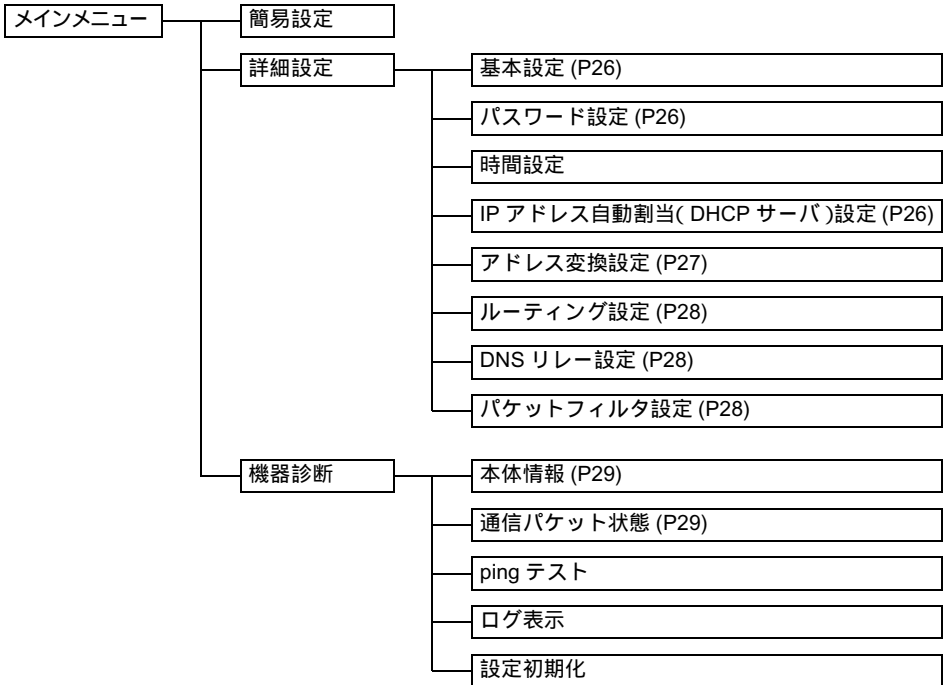 メインメニュー
簡易設定
詳細設定
基本設定 (P26)
パスワード設定 (P26)
時間設定
IP アドレス自動割当( DHCP サーバ )設定 (P26)
アドレス変換設定 (P27)
ルーティング設定 (P28)
DNS リレー設定 (P28)
パケットフィルタ設定 (P28)
機器診断
本体情報 (P29)
通信パケット状態 (P29)
ping テスト
ログ表示
設定初期化